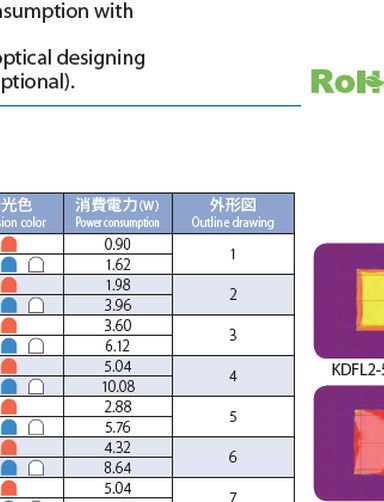 nsumption with
optical designing
ptional).
RoH
光色 消費電力(W) 外形図
sion color Power consumption Outline drawing
0.90 1
1.62
1.98 2
3.96
3.60 3
6.12
5.04 4
10.08
2.88 5
5.76
4.32 6
8.64
5.04 7
KDFL2-5